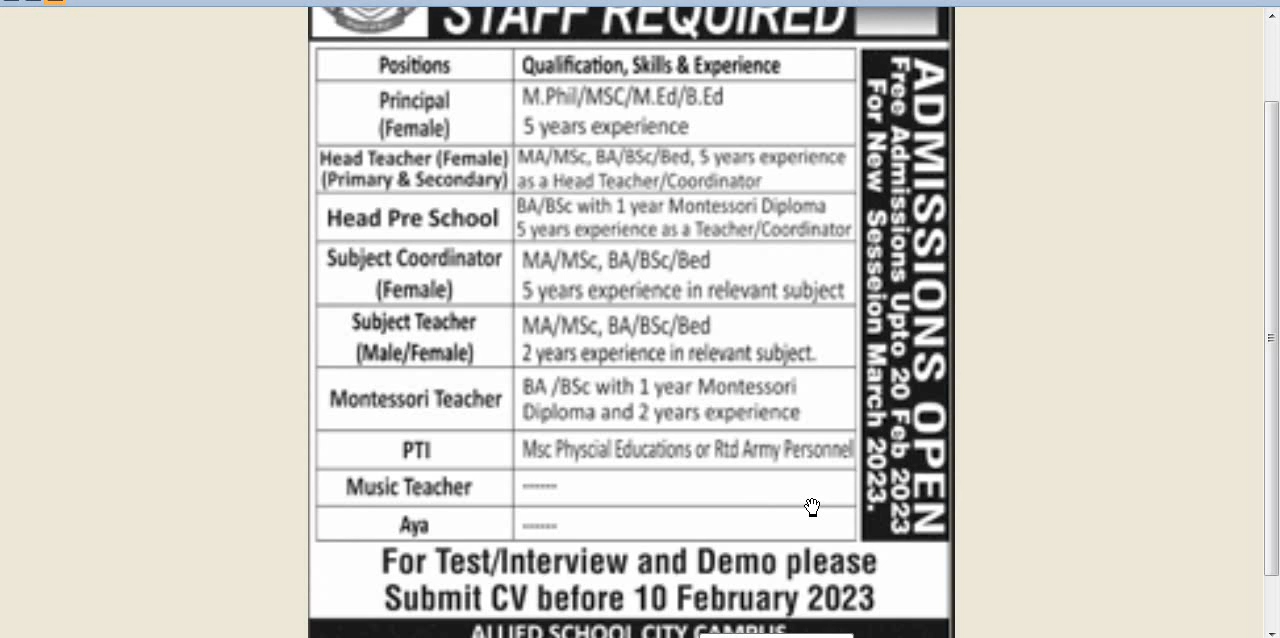 STAFF REQUIRED
Positions
Qualification, Skills & Experience
Principal
(Female)
M.Phil/MSC/M.Ed/B.Ed
5 years experience
Head Teacher (Female)
(Primary & Secondary)
MA/MSc, BA/BSc/Bed, 5 years experience
as a Head Teacher/Coordinator
Head Pre School
BA/BSc with 1 year Montessori Diploma
5 years experience as a Teacher/Coordinator
Subject Coordinator
(Female)
MA/MSc, BA/BSc/Bed
5 years experience in relevant subject
Subject Teacher
(Male/Female)
MA/MSc, BA/BSc/Bed
2 years experience in relevant subject.
Montessori Teacher
BA /BSc with 1 year Montessori
Diploma and 2 years experience
PTI
Msc Physcial Educations or Rtd Army Personnel
Music Teacher
------
Aya
------
ADMISSIONS OPEN
Free Admissions Upto 20 Feb 2023
For New Sesseion March 2023.
For Test/Interview and Demo please
Submit CV before 10 February 2023
ALLIED SCHOOL CITY CAMPUS